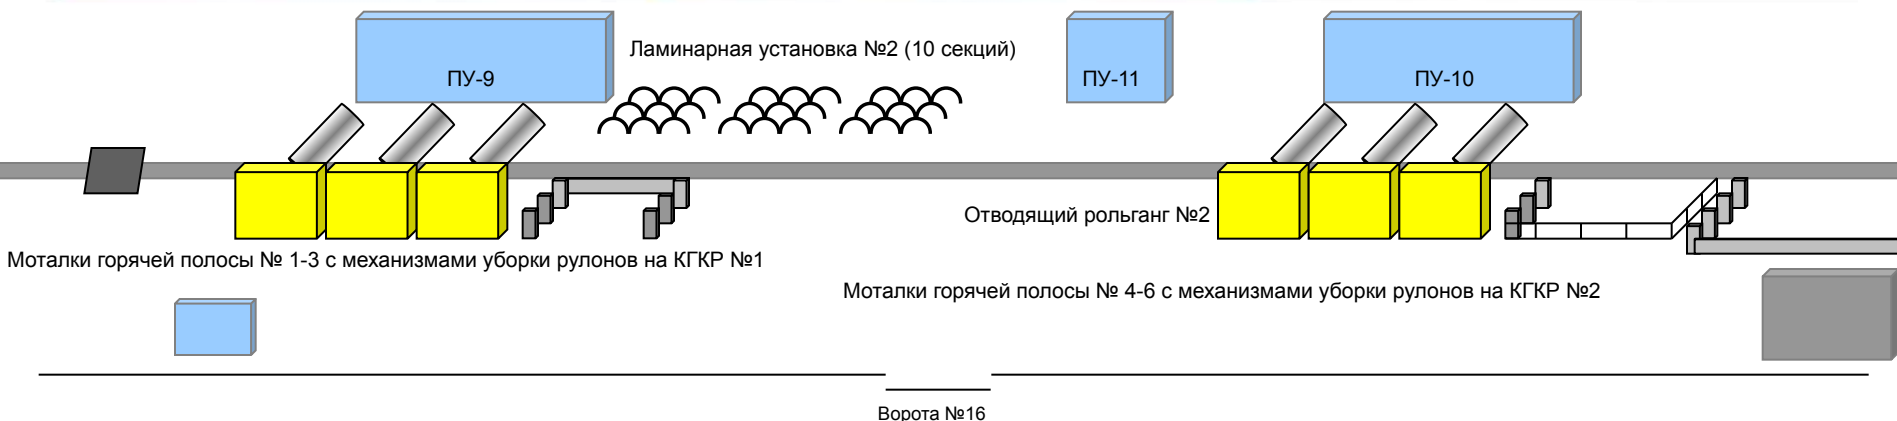 Ламинарная установка №2 (10 секций)
ПУ-9
ПУ-11
ПУ-10
Отводящий рольганг №2
Моталки горячей полосы № 1-3 с механизмами уборки рулонов на КГКР №1
Моталки горячей полосы № 4-6 с механизмами уборки рулонов на КГКР №2
Ворота №16